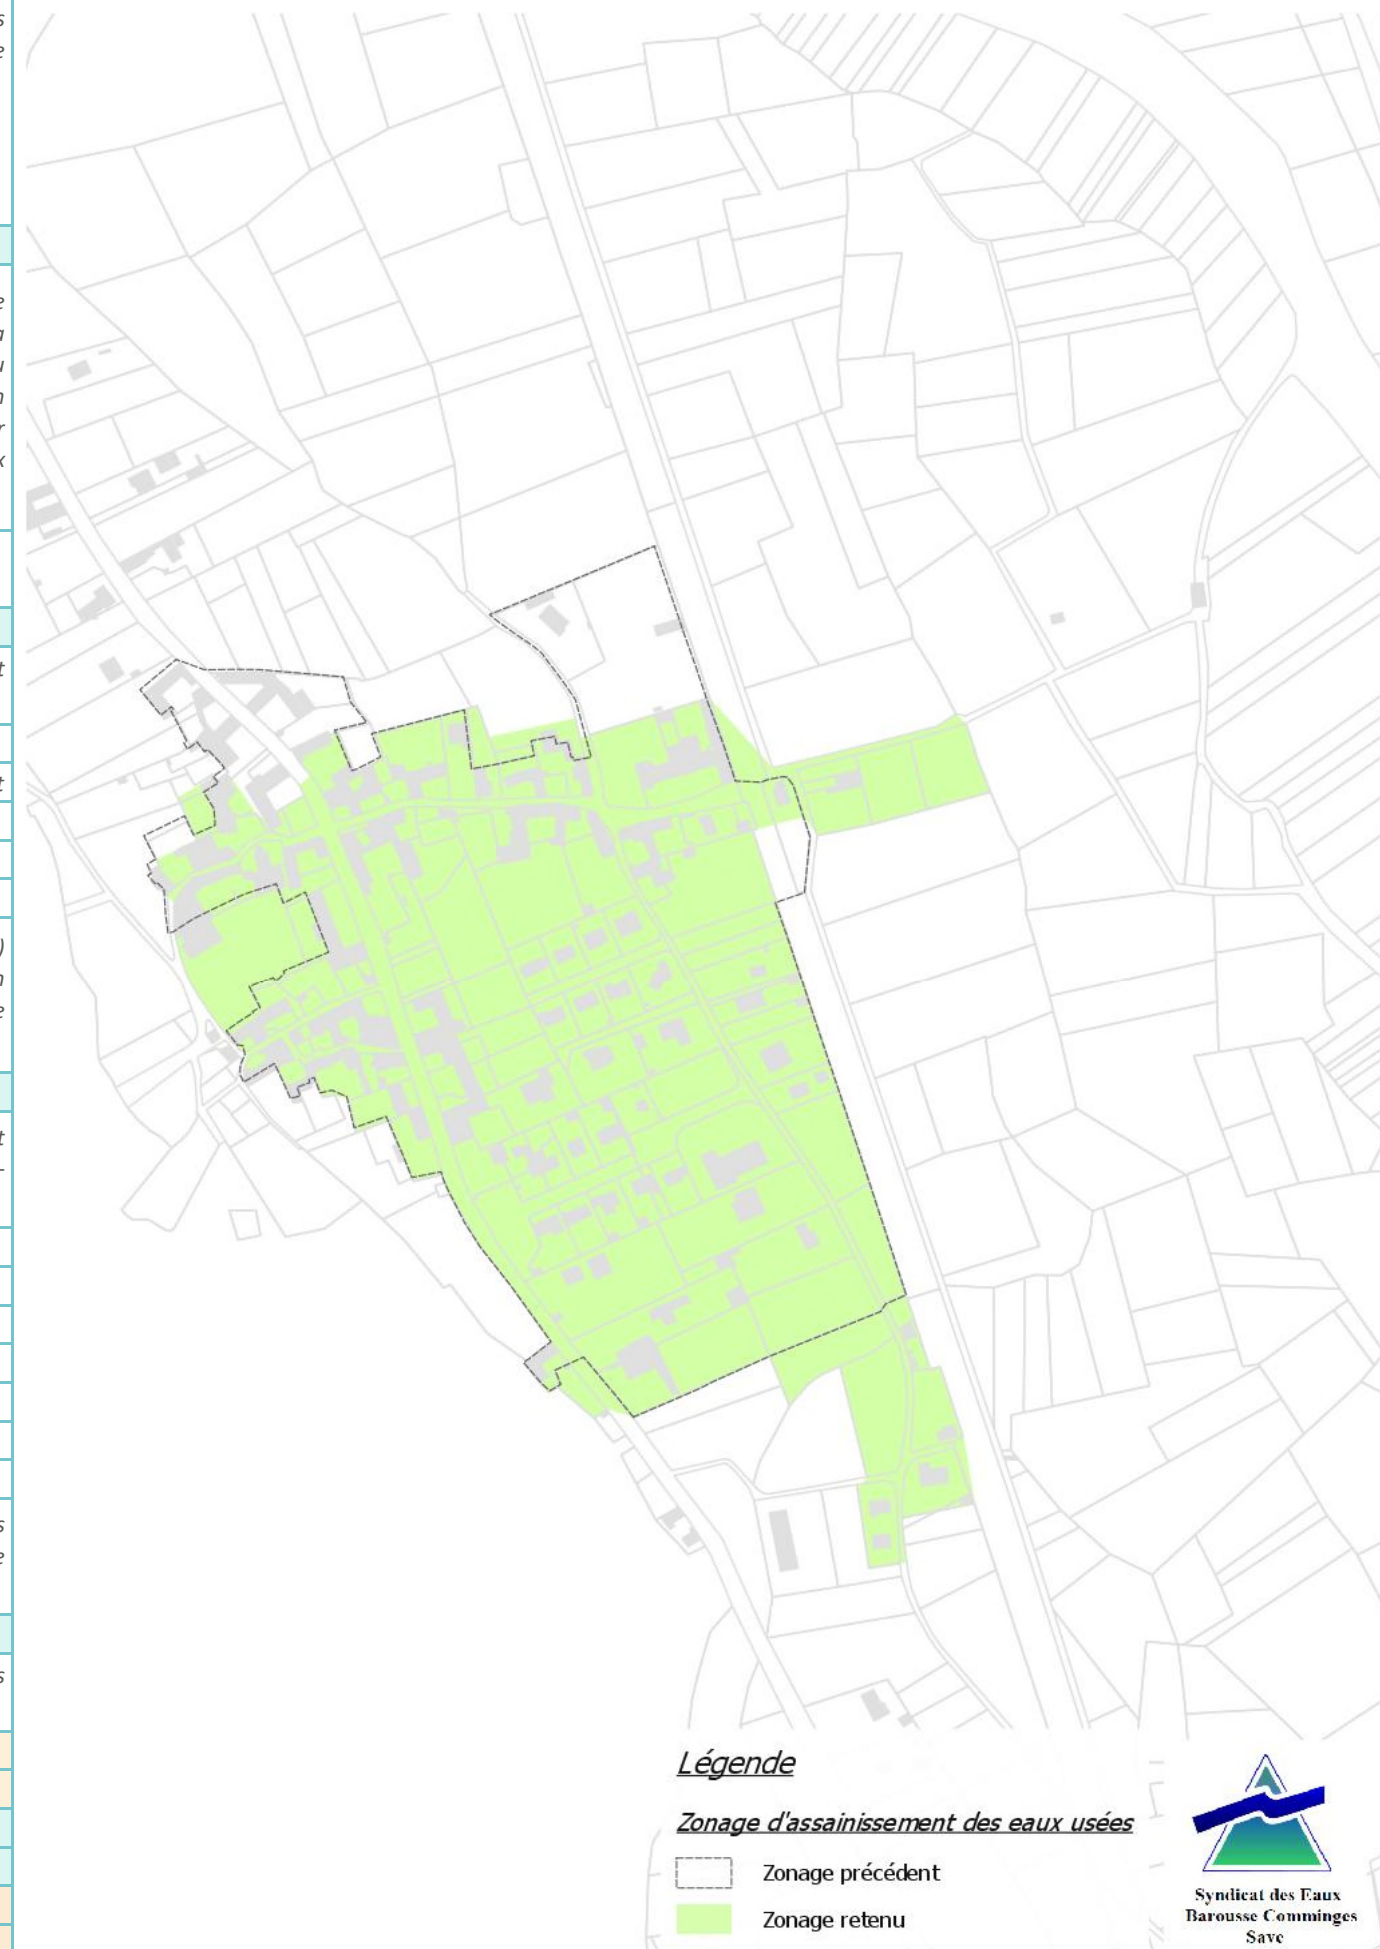 Légende
Zonage d'assainissement des eaux usées
Zonage précédent
Zonage retenu
Syndicat des Eaux
Barousse Comminges
Save